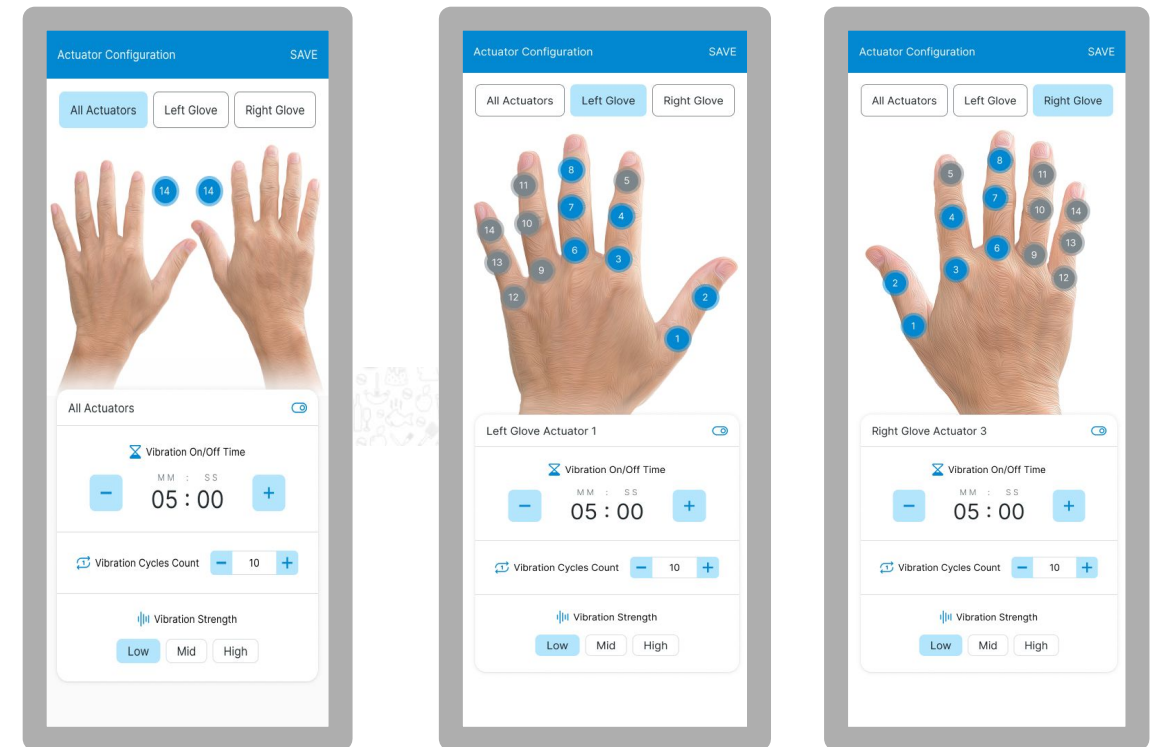 Actuator Configuration SAVE
All Actuators Left Glove Right Glove
14 14
All Actuators
Vibration On/Off Time
MM : SS
− 05 : 00 +
1 Vibration Cycles Count − 10 +
Vibration Strength
Low Mid High
Actuator Configuration SAVE
All Actuators Left Glove Right Glove
8
11 5
7
14 10 4
6
13 9 3
12 2
1
Left Glove Actuator 1
Vibration On/Off Time
MM : SS
− 05 : 00 +
1 Vibration Cycles Count − 10 +
Vibration Strength
Low Mid High
Actuator Configuration SAVE
All Actuators Left Glove Right Glove
8
5 11
7
4 10 14
6 13
3 9
2 12
1
Right Glove Actuator 3
Vibration On/Off Time
MM : SS
− 05 : 00 +
1 Vibration Cycles Count − 10 +
Vibration Strength
Low Mid High